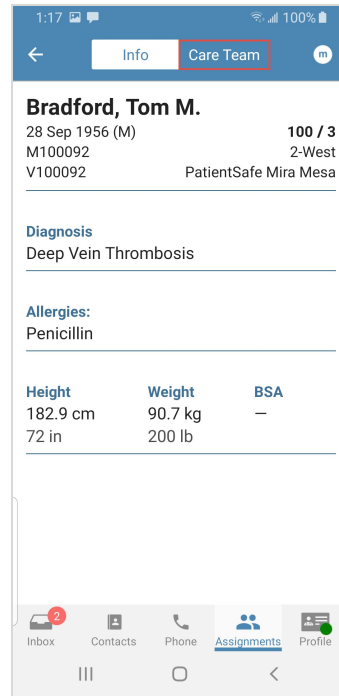 1:17 100%
Info Care Team m
Bradford, Tom M.
28 Sep 1956 (M) 100 / 3
M100092 2-West
V100092 PatientSafe Mira Mesa
Diagnosis
Deep Vein Thrombosis
Allergies:
Penicillin
Height Weight BSA
182.9 cm 90.7 kg —
72 in 200 lb
2
Inbox Contacts Phone Assignments Profile